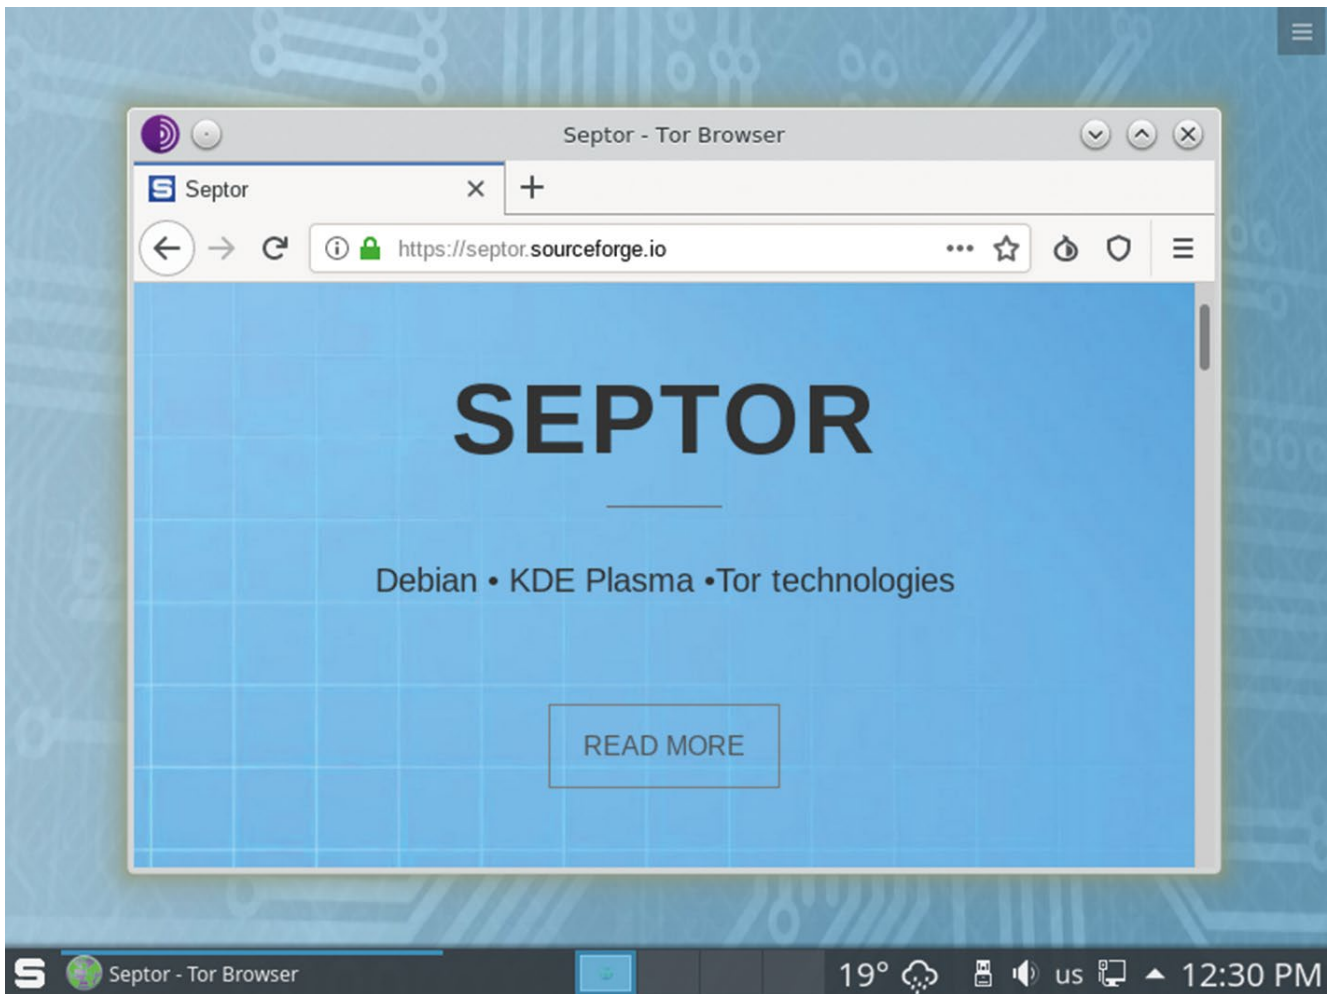 Septor - Tor Browser
Septor
https://septor.sourceforge.io
SEPTOR
Debian • KDE Plasma •Tor technologies
READ MORE
S Septor - Tor Browser 19° us 12:30 PM